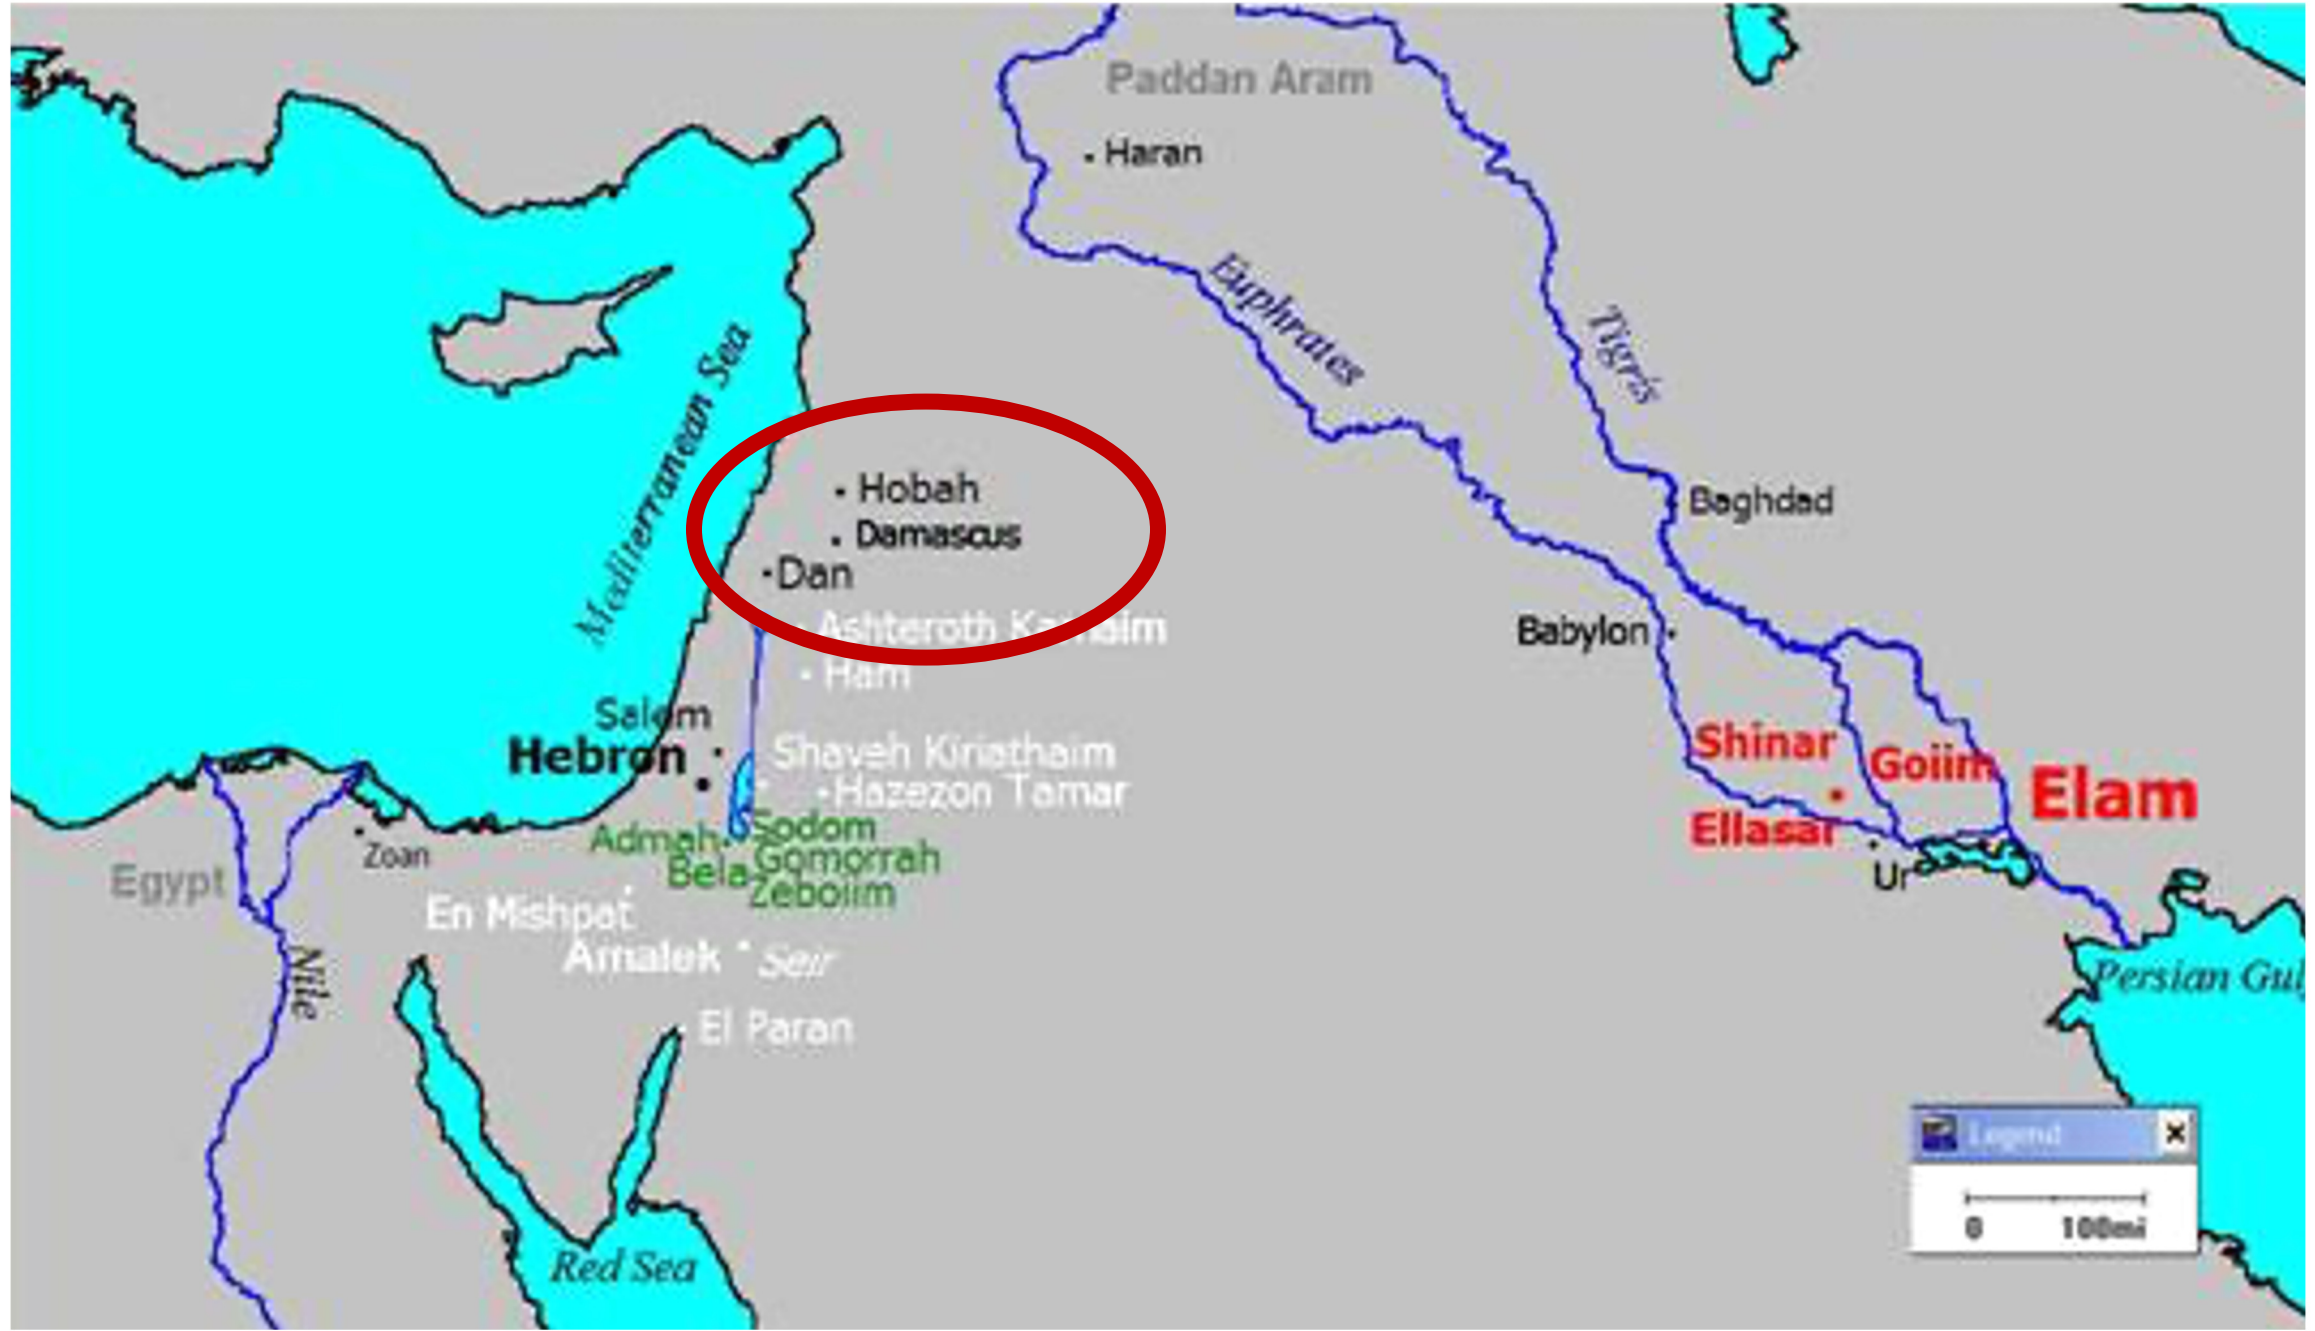 Paddan Aram
Haran
Euphrates
Tigris
Mediterranean Sea
Hobah
Damascus
Dan
Baghdad
Ashteroth Karnaim
Ham
Babylon
Salem
Hebron
Shaveh Kiriathaim
Hazezon Tamar
Shinar
Goiim
Elam
Ellasar
Ur
Admah
Sodom
Bela
Gomorrah
Zeboiim
Zoan
Egypt
En Mishpat
Amalek
Seir
Nile
El Paran
Persian Gul
Red Sea
Legend
0 100mi